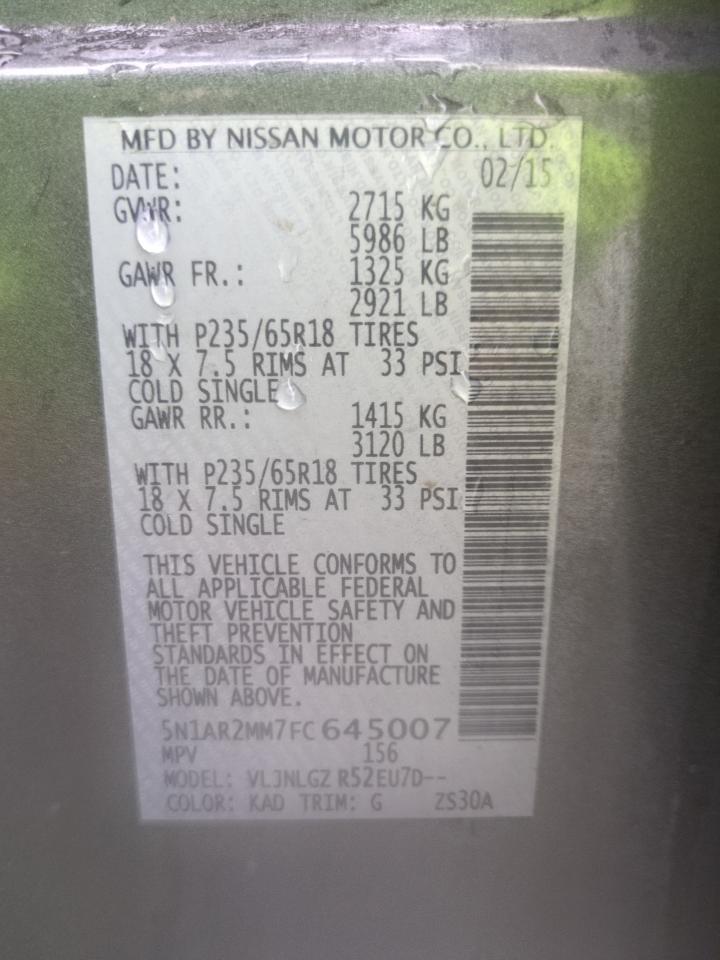 MFD BY NISSAN MOTOR CO., LTD.
DATE: 02/15
GVWR: 2715 KG
5986 LB
GAWR FR.: 1325 KG
2921 LB
WITH P235/65R18 TIRES
18 X 7.5 RIMS AT 33 PSI
COLD SINGLE
GAWR RR.: 1415 KG
3120 LB
WITH P235/65R18 TIRES
18 X 7.5 RIMS AT 33 PSI
COLD SINGLE
THIS VEHICLE CONFORMS TO
ALL APPLICABLE FEDERAL
MOTOR VEHICLE SAFETY AND
THEFT PREVENTION
STANDARDS IN EFFECT ON
THE DATE OF MANUFACTURE
SHOWN ABOVE.
5N1AR2MM7FC645007
MPV 156
MODEL: VLJNLGZ R52EU7D--
COLOR: KAD TRIM: G ZS30A